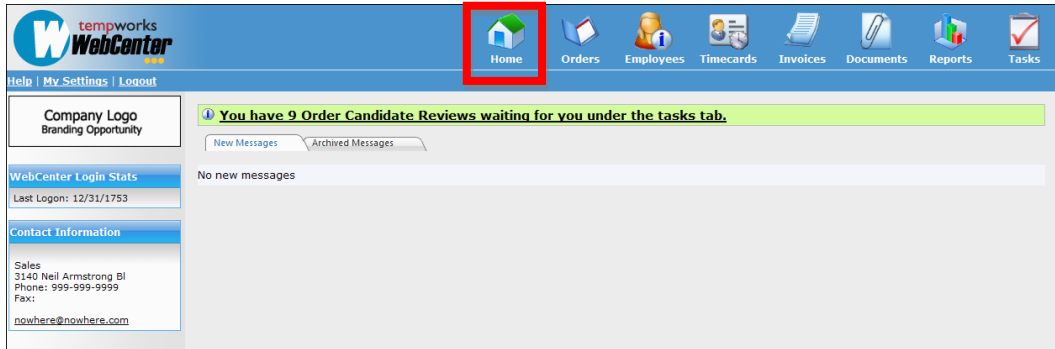 tempworks
WebCenter
Home Orders Employees Timecards Invoices Documents Reports Tasks
Help | My Settings | Logout
Company Logo
Branding Opportunity
You have 9 Order Candidate Reviews waiting for you under the tasks tab.
New Messages Archived Messages
No new messages
WebCenter Login Stats
Last Logon: 12/31/1753
Contact Information
Sales
3140 Neil Armstrong Bl
Phone: 999-999-9999
Fax:
nowhere@nowhere.com